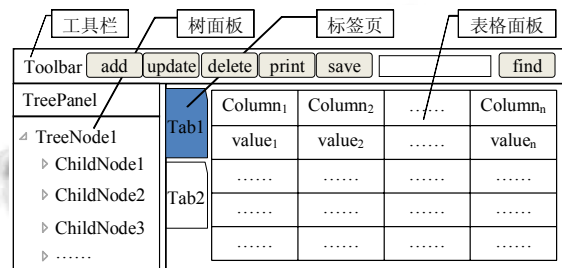 工具栏 树面板 标签页 表格面板
Toolbar add update delete print save find
TreePanel
TreeNode1
ChildNode1
ChildNode2
ChildNode3
……
Tab1
Tab2
Column₁ Column₂ …… Columnₙ
value₁ value₂ …… valueₙ
…… …… …… ……
…… …… …… ……
…… …… …… ……